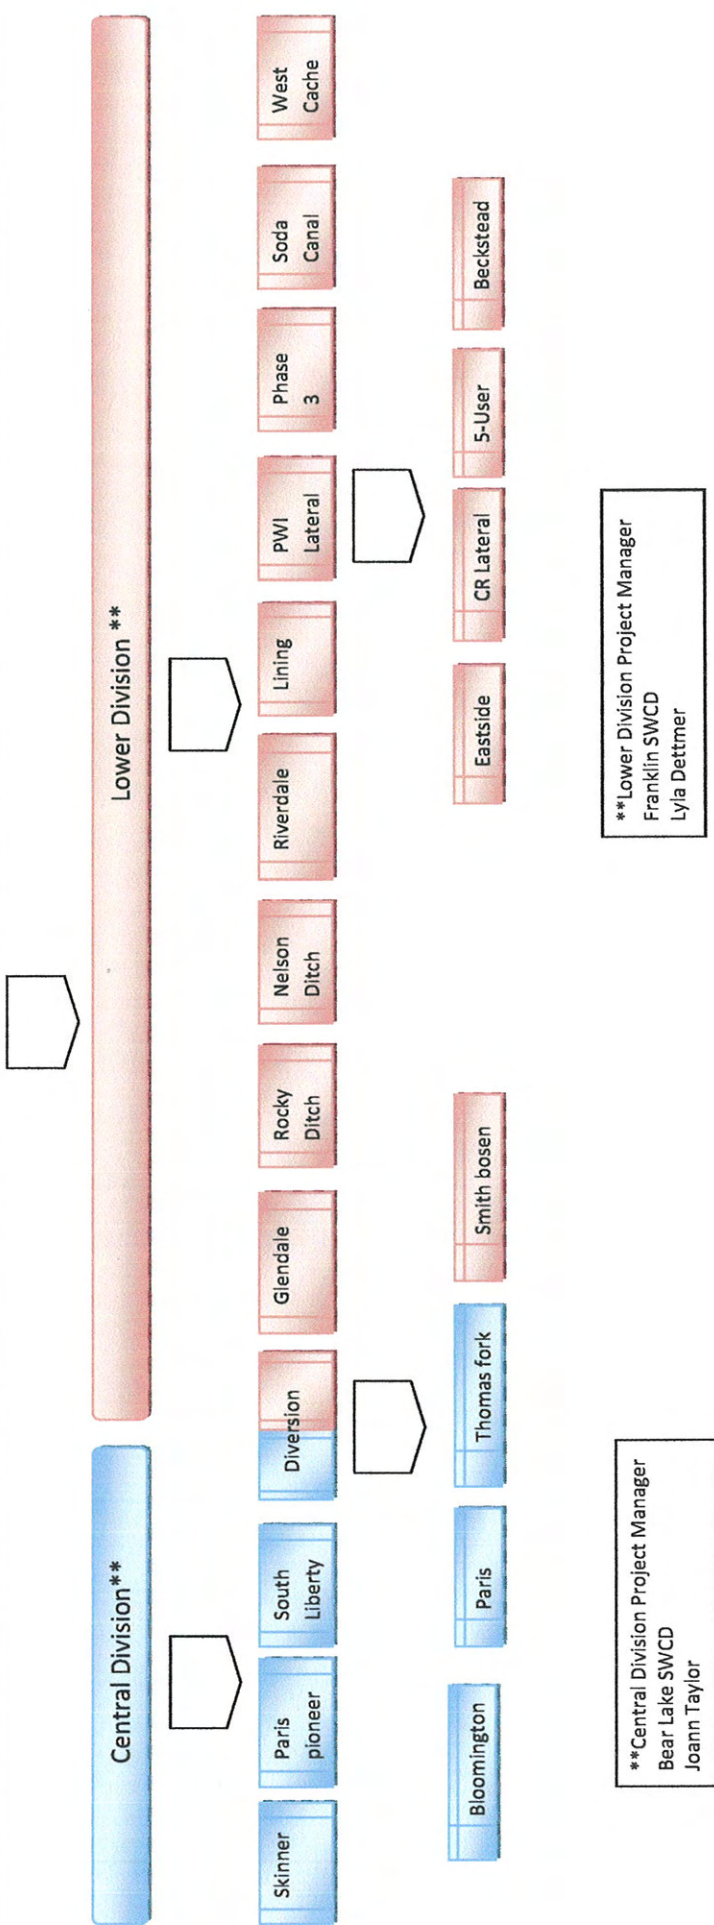 Central Division**
Lower Division **
Skinner
Paris
pioneer
South
Liberty
Diversion
Glendale
Rocky
Ditch
Nelson
Ditch
Riverdale
Lining
PWI
Lateral
Phase
3
Soda
Canal
West
Cache
Bloomington
Paris
Thomas fork
Smith bosen
Eastside
CR Lateral
5-User
Beckstead
**Central Division Project Manager
Bear Lake SWCD
Joann Taylor
**Lower Division Project Manager
Franklin SWCD
Lyla Dettmer